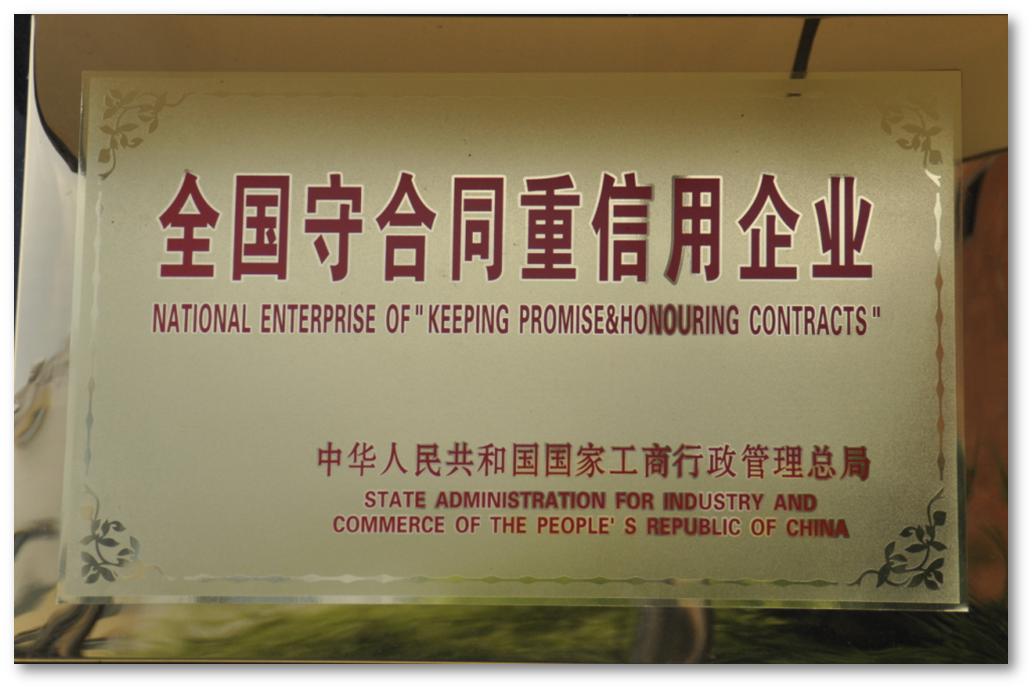 全国守合同重信用企业
NATIONAL ENTERPRISE OF"KEEPING PROMISE&HONOURING CONTRACTS"
中华人民共和国国家工商行政管理总局
STATE ADMINISTRATION FOR INDUSTRY AND
COMMERCE OF THE PEOPLE' S REPUBLIC OF CHINA